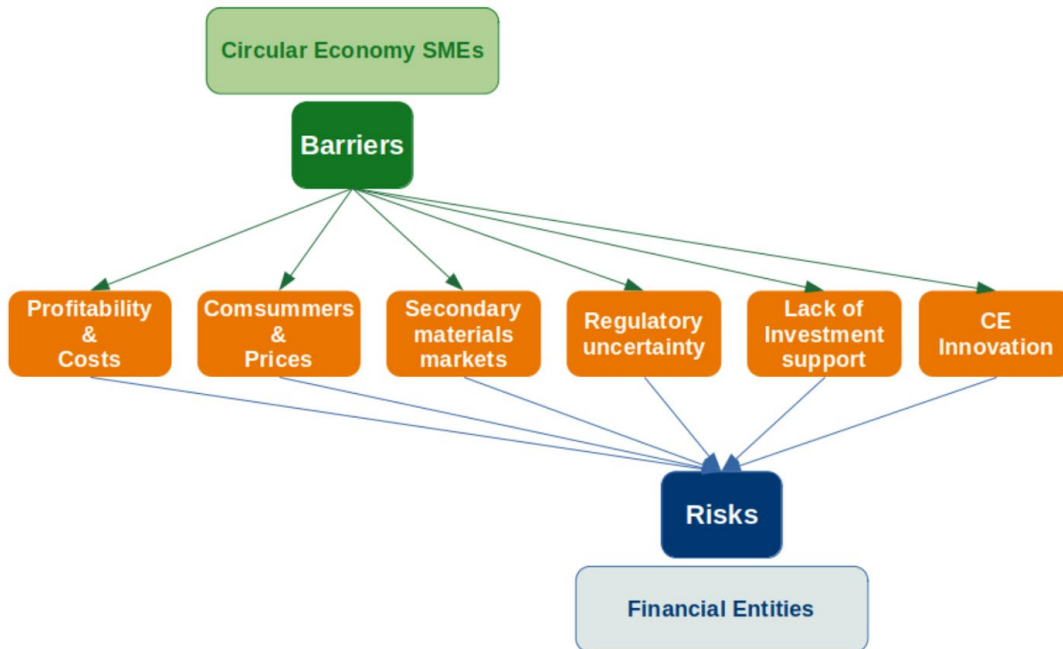 Circular Economy SMEs
Barriers
Profitability
&
Costs
Comsummers
&
Prices
Secondary
materials
markets
Regulatory
uncertainty
Lack of
Investment
support
CE
Innovation
Risks
Financial Entities